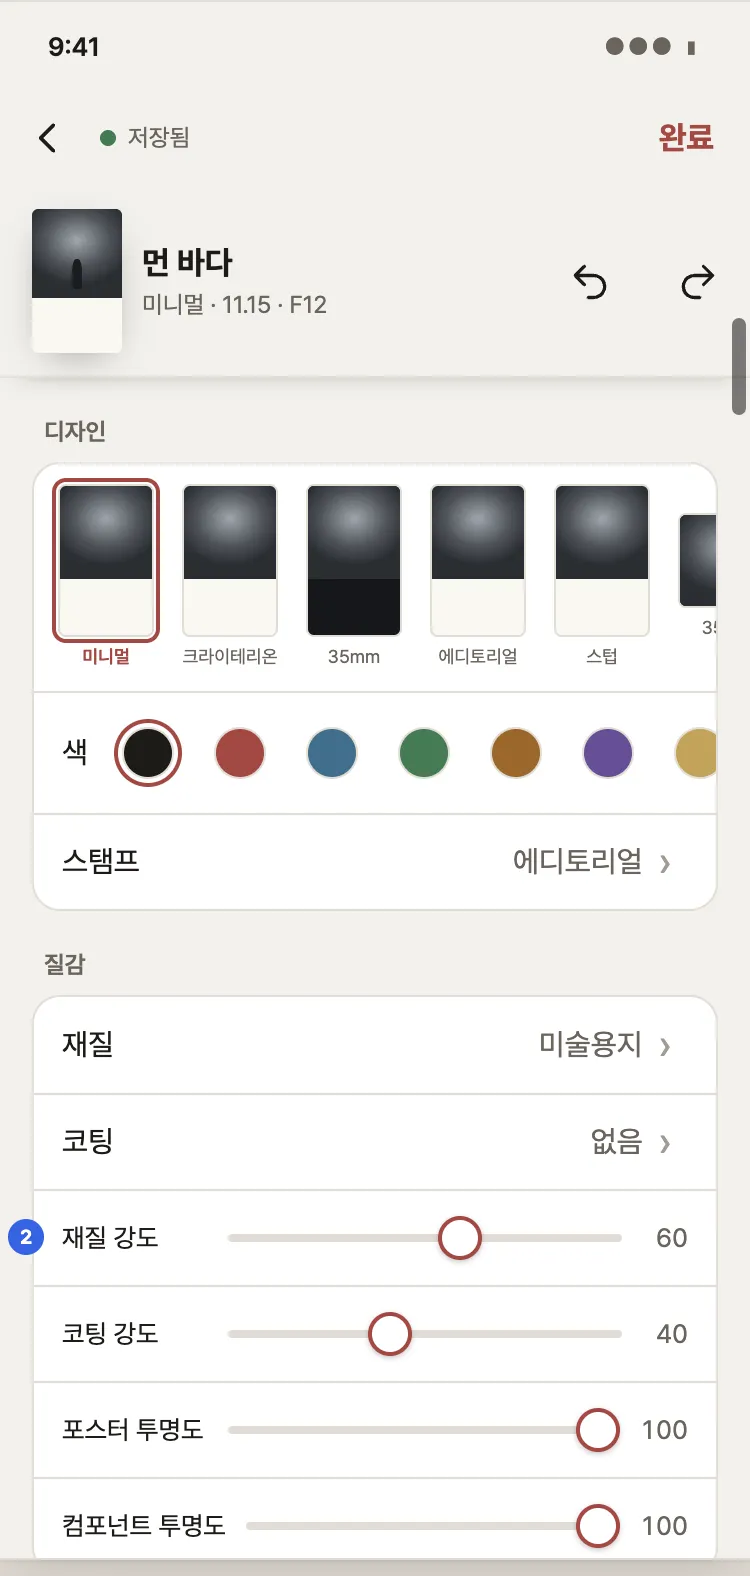 9:41
저장됨
완료
먼 바다
미니멀 · 11.15 · F12
디자인
미니멀 크라이테리온 35mm 에디토리얼 스텁 35
색
스탬프 에디토리얼
질감
재질 미술용지
코팅 없음
2 재질 강도 60
코팅 강도 40
포스터 투명도 100
컴포넌트 투명도 100